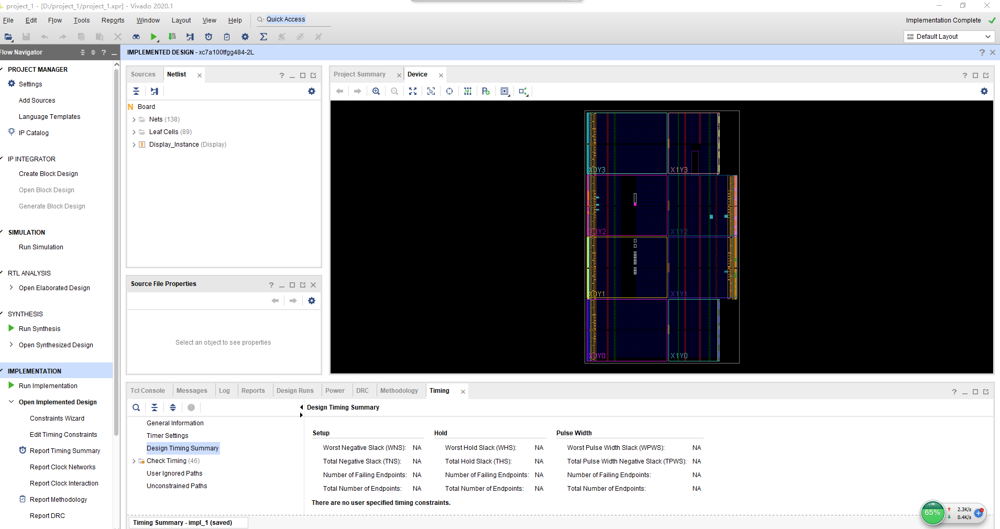 project_1 - [D:/project_1/project_1.xpr] - Vivado 2020.1
File Edit Flow Tools Reports Window Layout View Help Quick Access
Implementation Complete
Default Layout
Flow Navigator
IMPLEMENTED DESIGN - xc7a100tfgg484-2L
PROJECT MANAGER
Settings
Add Sources
Language Templates
IP Catalog
IP INTEGRATOR
Create Block Design
Open Block Design
Generate Block Design
SIMULATION
Run Simulation
RTL ANALYSIS
Open Elaborated Design
SYNTHESIS
Run Synthesis
Open Synthesized Design
IMPLEMENTATION
Run Implementation
Open Implemented Design
Constraints Wizard
Edit Timing Constraints
Report Timing Summary
Report Clock Networks
Report Clock Interaction
Report Methodology
Report DRC
Sources Netlist
Board
Nets (138)
Leaf Cells (89)
Display_Instance (Display)
Source File Properties
Select an object to see properties
Project Summary Device
X0Y3 X1Y3
X0Y2 X1Y2
X0Y1 X1Y1
X0Y0 X1Y0
Tcl Console Messages Log Reports Design Runs Power DRC Methodology Timing
General Information
Timer Settings
Design Timing Summary
Check Timing (46)
User Ignored Paths
Unconstrained Paths
Design Timing Summary
Setup Hold Pulse Width
Worst Negative Slack (WNS): NA Worst Hold Slack (WHS): NA Worst Pulse Width Slack (WPWS): NA
Total Negative Slack (TNS): NA Total Hold Slack (THS): NA Total Pulse Width Negative Slack (TPWS): NA
Number of Failing Endpoints: NA Number of Failing Endpoints: NA Number of Failing Endpoints: NA
Total Number of Endpoints: NA Total Number of Endpoints: NA Total Number of Endpoints: NA
There are no user specified timing constraints.
Timing Summary - impl_1 (saved)
65%
2.3K/s
0.4K/s